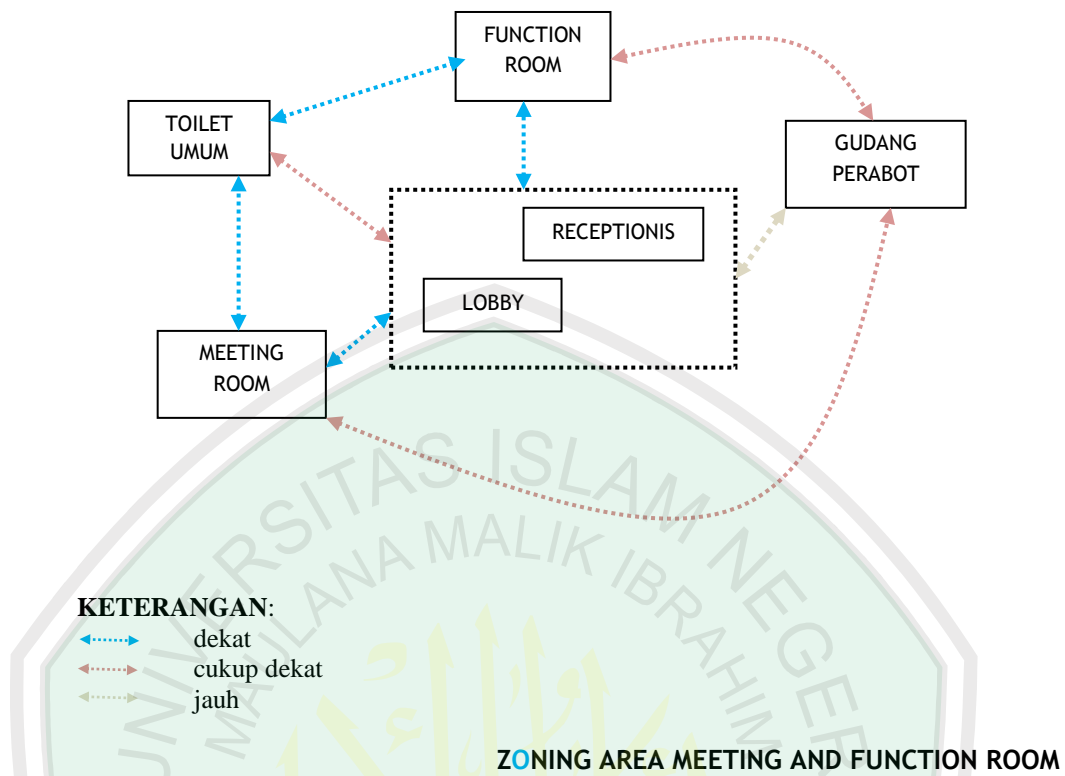 FUNCTION
ROOM
TOILET
UMUM
GUDANG
PERABOT
RECEPTIONIS
LOBBY
MEETING
ROOM
UNIVERSITAS ISLAM NEGER
MAULANA MALIK IBRAHIM
KETERANGAN:
dekat
cukup dekat
jauh
ZONING AREA MEETING AND FUNCTION ROOM